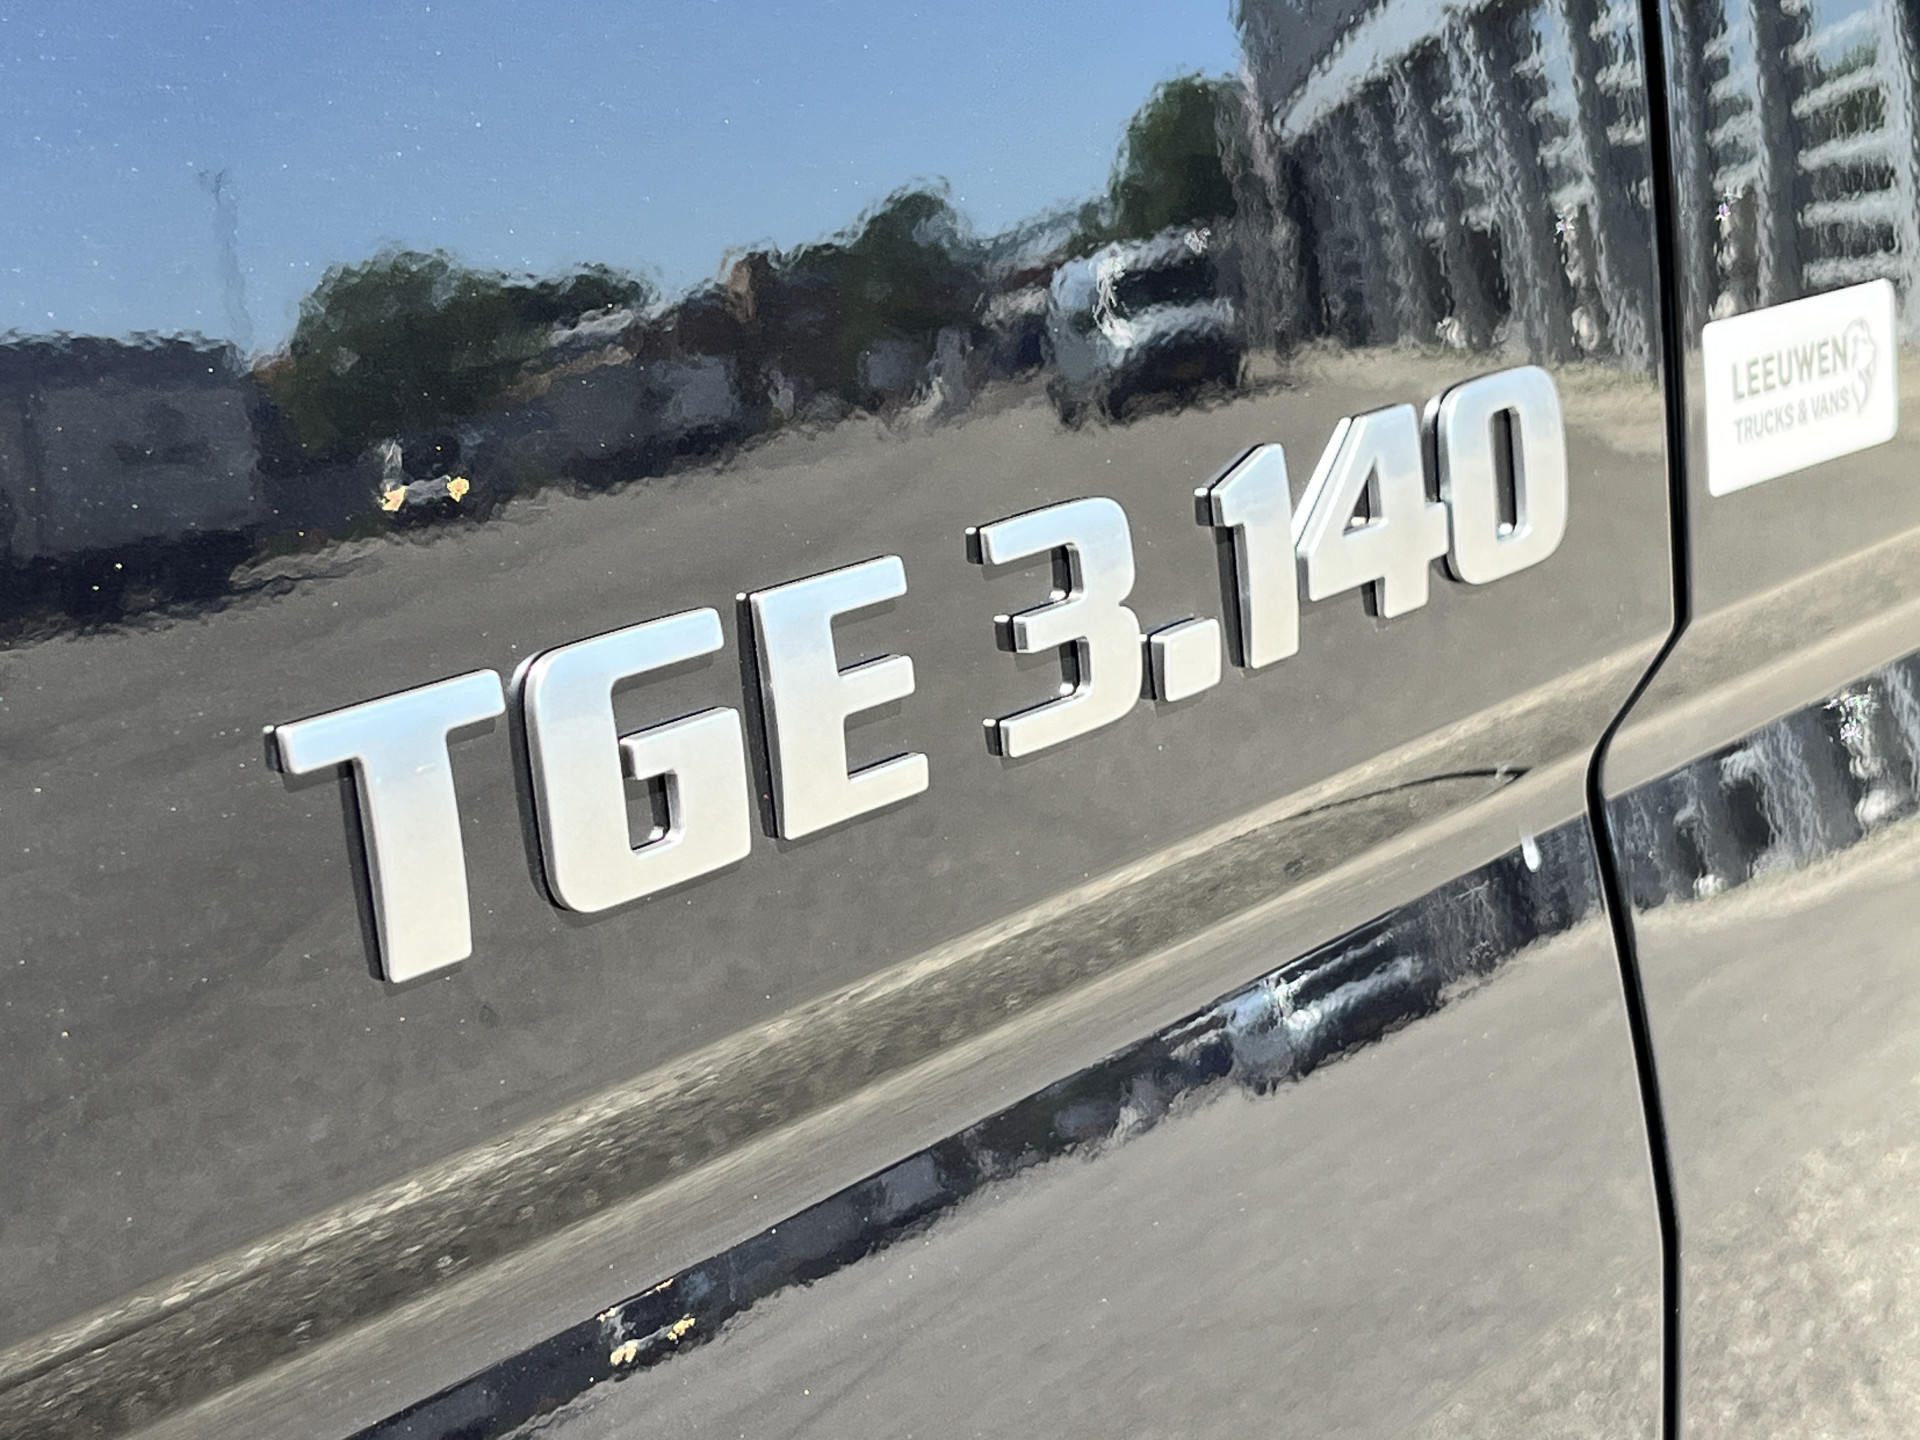 TGE 3.140
LEEUWEN
TRUCKS & VANS